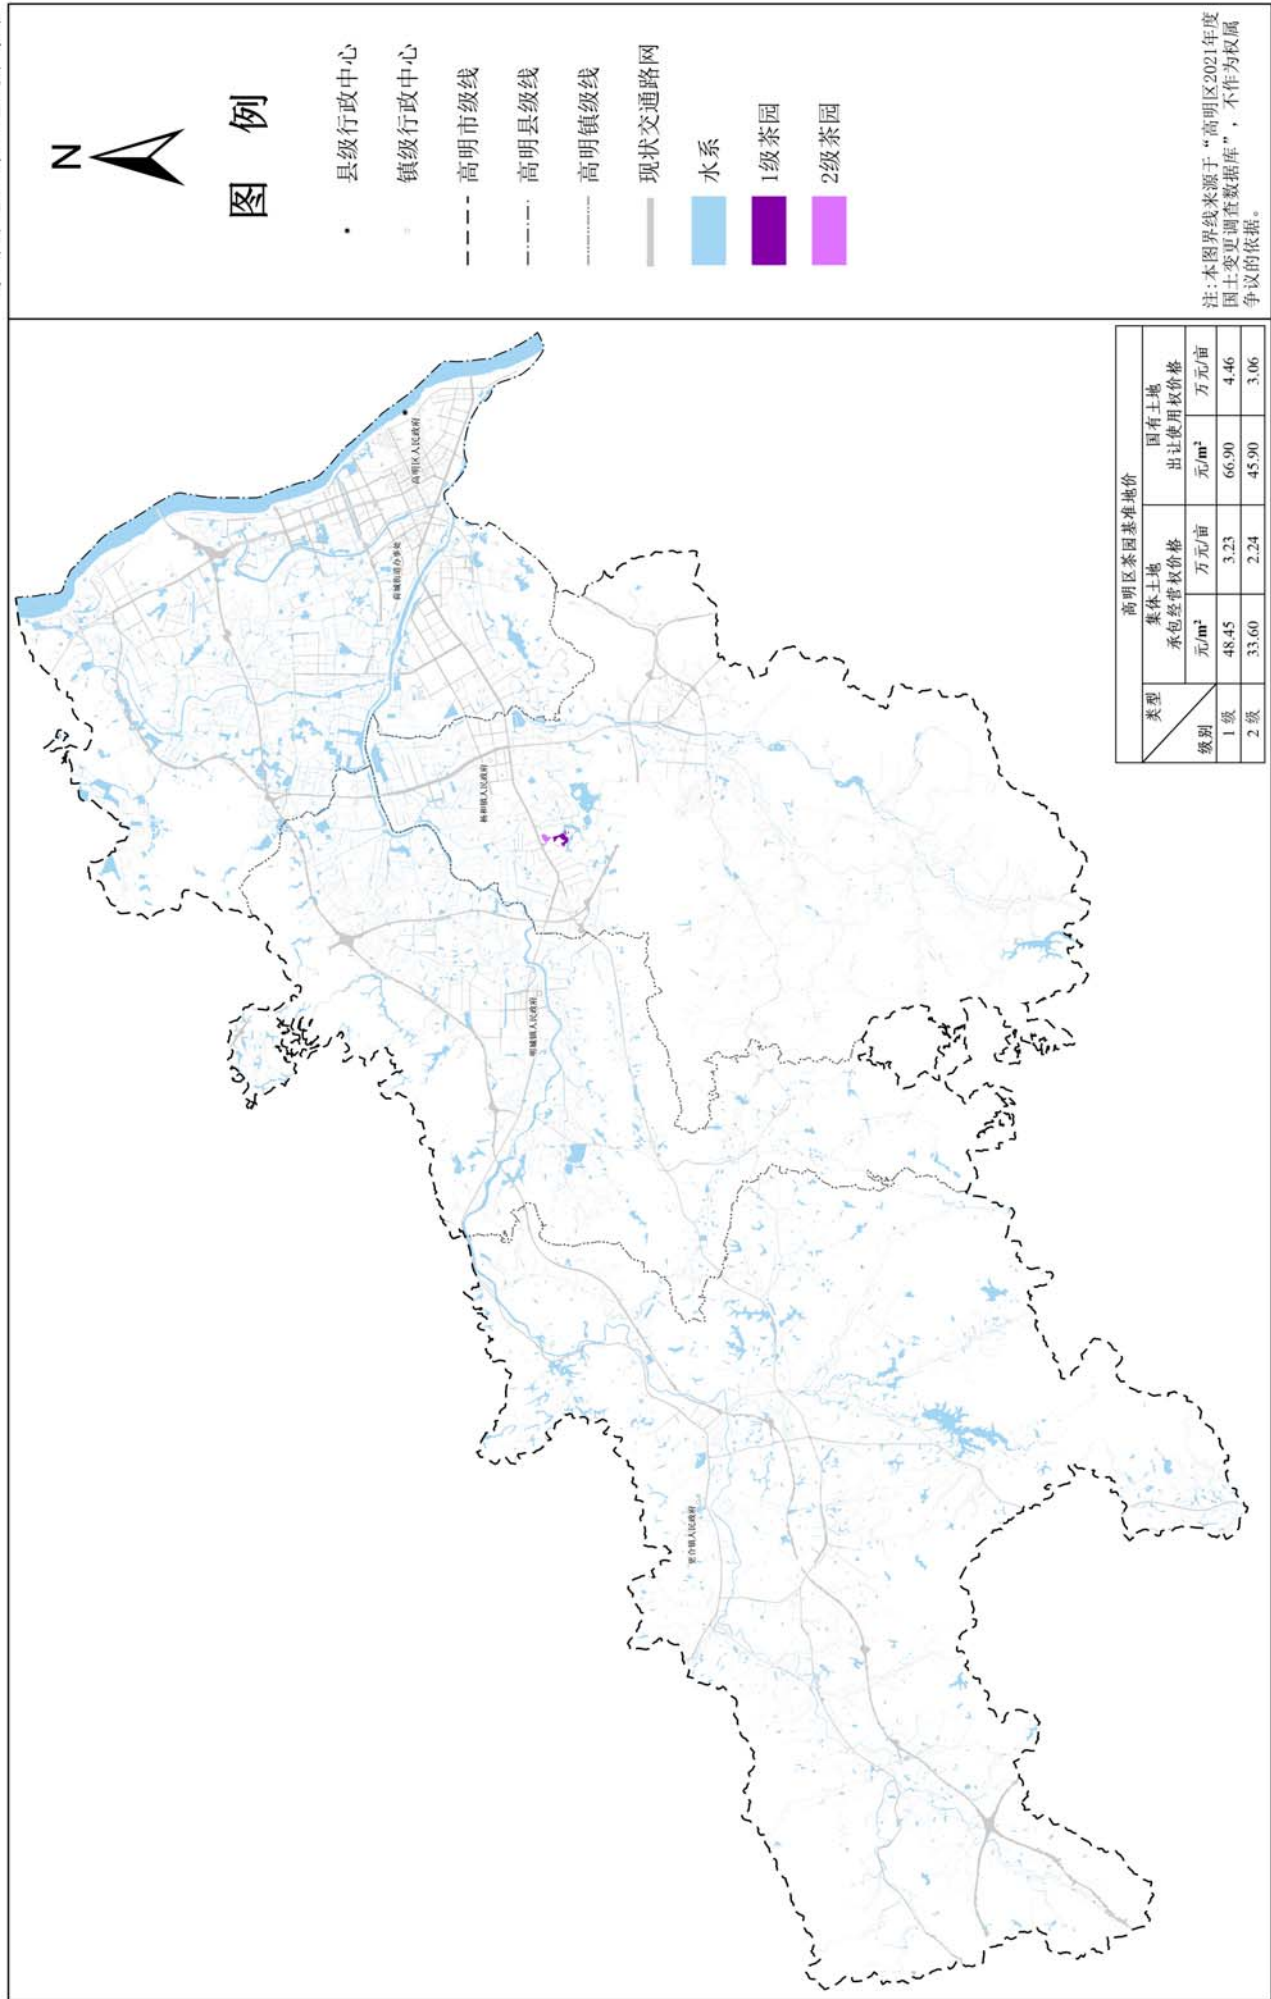 N
图 例
县级行政中心
镇级行政中心
高明市级线
高明县级线
高明镇级线
现状交通路网
水系
1级茶园
2级茶园
注:本图界线来源于“高明区2021年度
国土变更调查数据库”，不作为权属
争议的依据。
高明区人民政府
荷城街道办事处
杨和镇人民政府
明城镇人民政府
更合镇人民政府
高明区茶园基准地价
类型 集体土地 国有土地
承包经营权价格 出让使用权价格
级别 元/m² 万元/亩 元/m² 万元/亩
1 级 48.45 3.23 66.90 4.46
2 级 33.60 2.24 45.90 3.06